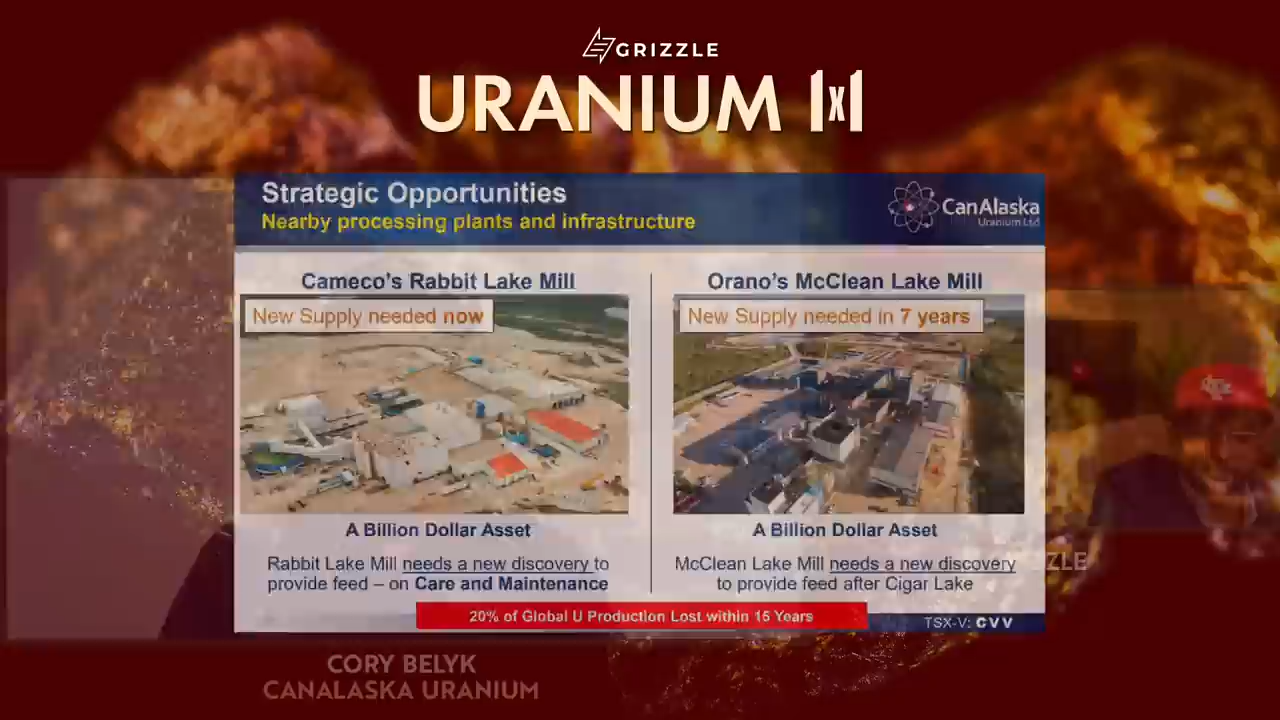 GRIZZLE
URANIUM 1x1
Strategic Opportunities
Nearby processing plants and infrastructure
CanAlaska
Uranium Ltd
Cameco's Rabbit Lake Mill
New Supply needed now
A Billion Dollar Asset
Rabbit Lake Mill needs a new discovery to
provide feed – on Care and Maintenance
Orano's McClean Lake Mill
New Supply needed in 7 years
A Billion Dollar Asset
McClean Lake Mill needs a new discovery
to provide feed after Cigar Lake
20% of Global U Production Lost within 15 Years
TSX-V: CVV
CORY BELYK
CANALASKA URANIUM